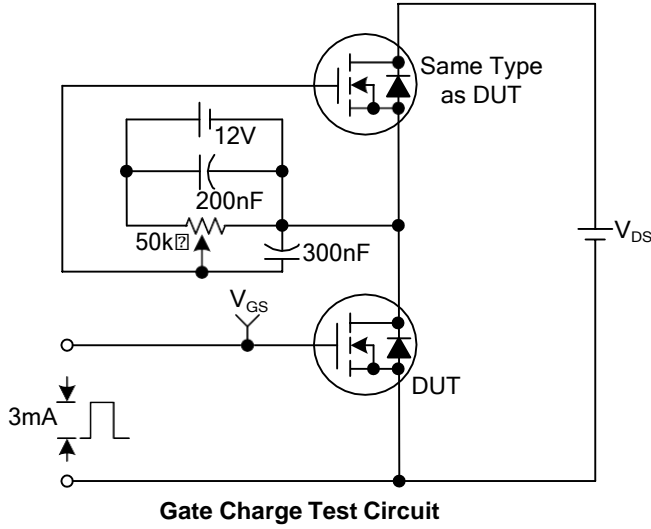 Same Type
as DUT
12V
200nF
50k⍰
300nF
V_DS
V_GS
DUT
3mA
Gate Charge Test Circuit